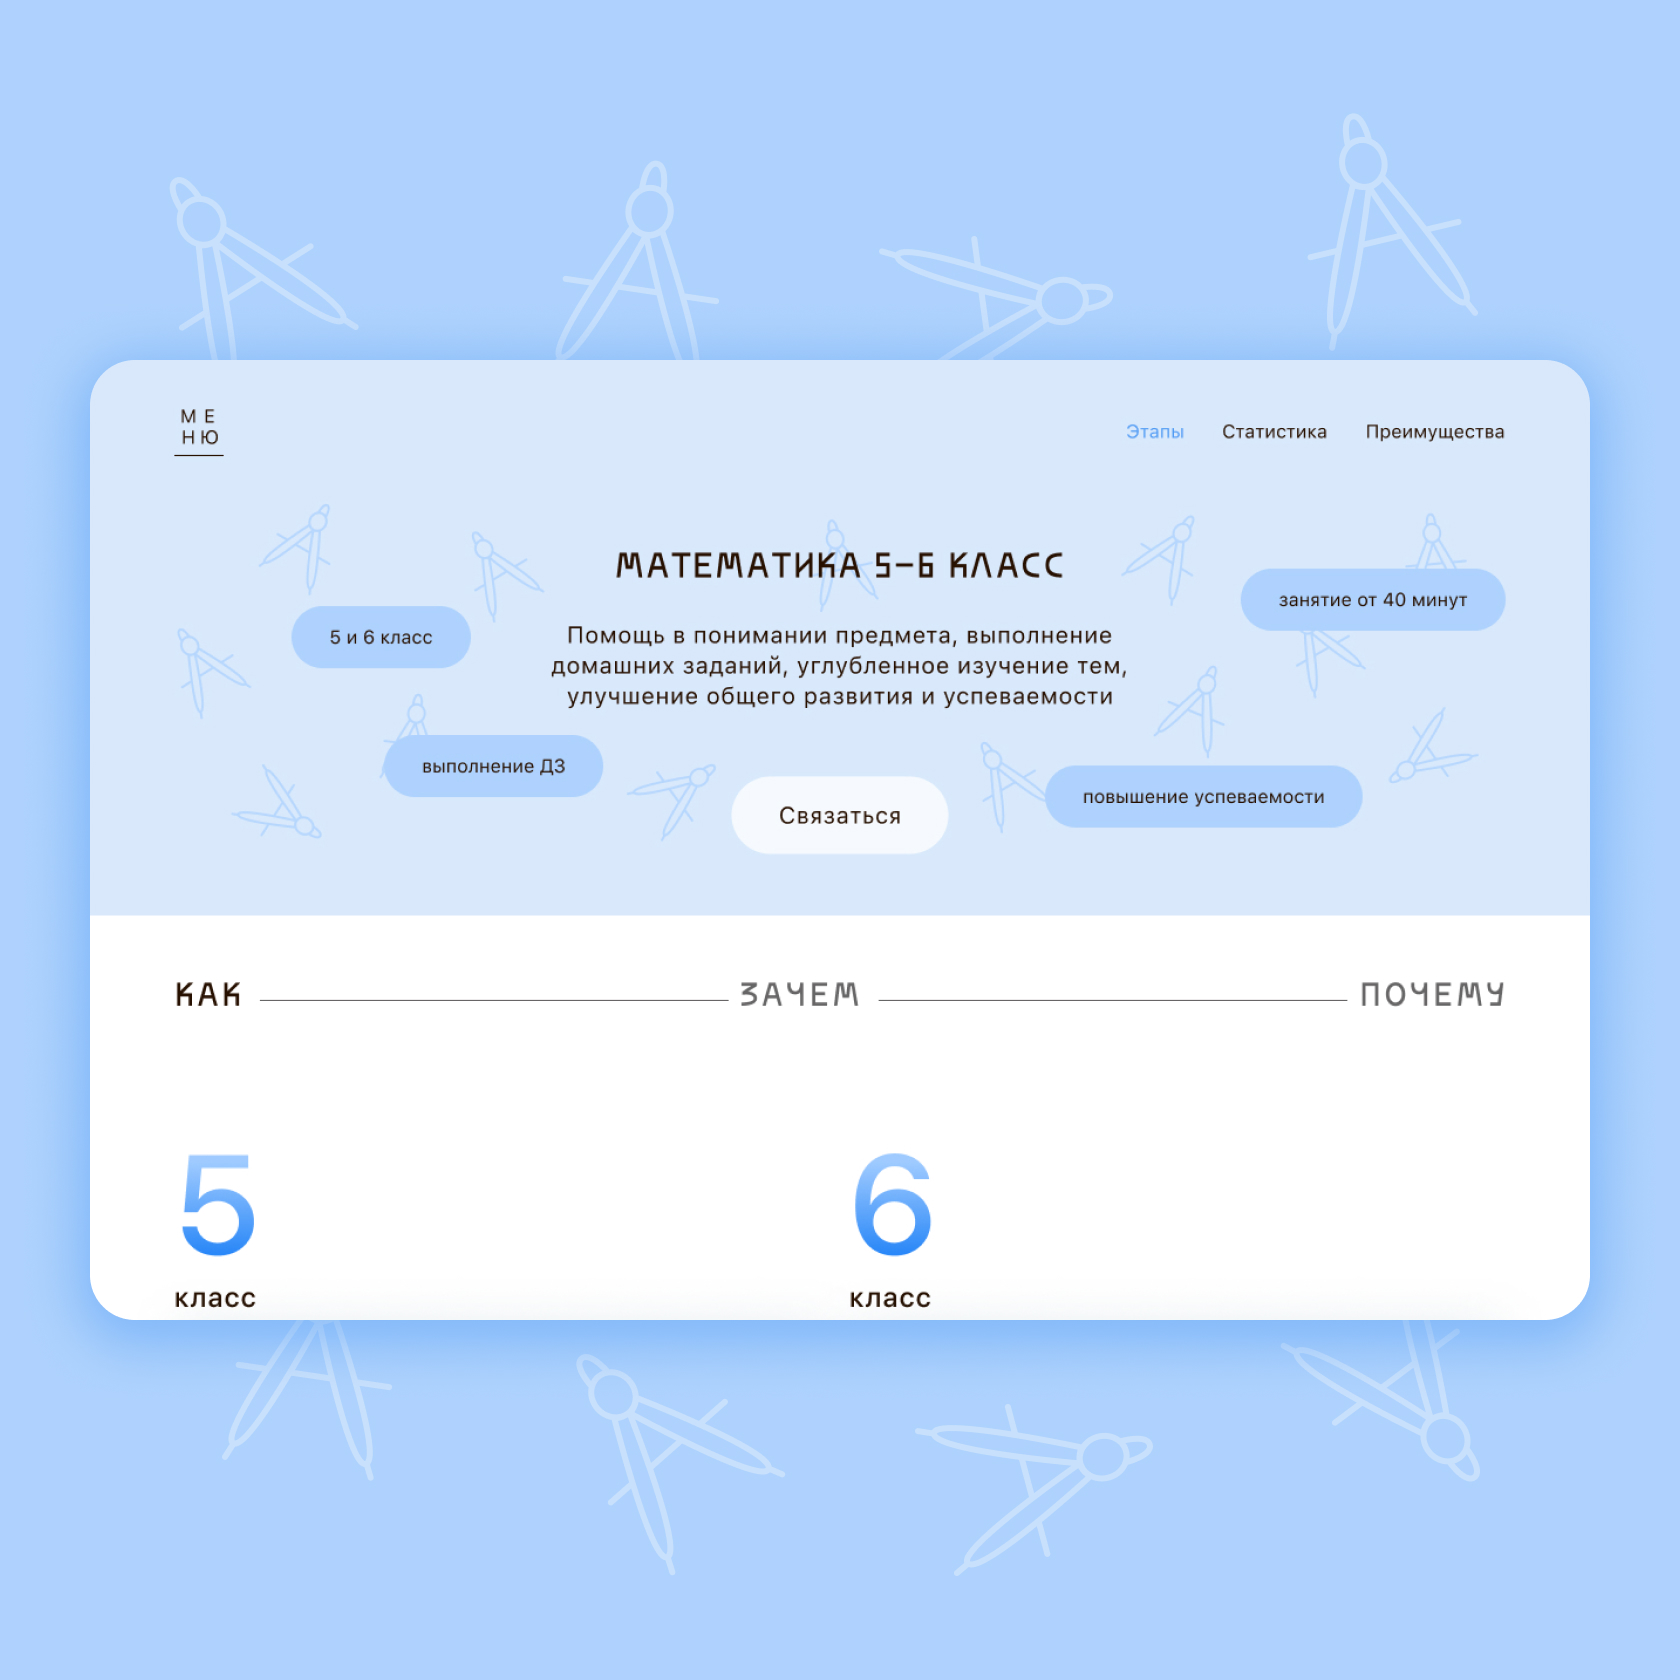 МЕ
НЮ
Этапы Статистика Преимущества
МАТЕМАТИКА 5–6 КЛАСС
занятие от 40 минут
5 и 6 класс
Помощь в понимании предмета, выполнение
домашних заданий, углубленное изучение тем,
улучшение общего развития и успеваемости
выполнение ДЗ
повышение успеваемости
Связаться
КАК ЗАЧЕМ ПОЧЕМУ
5 6
класс класс